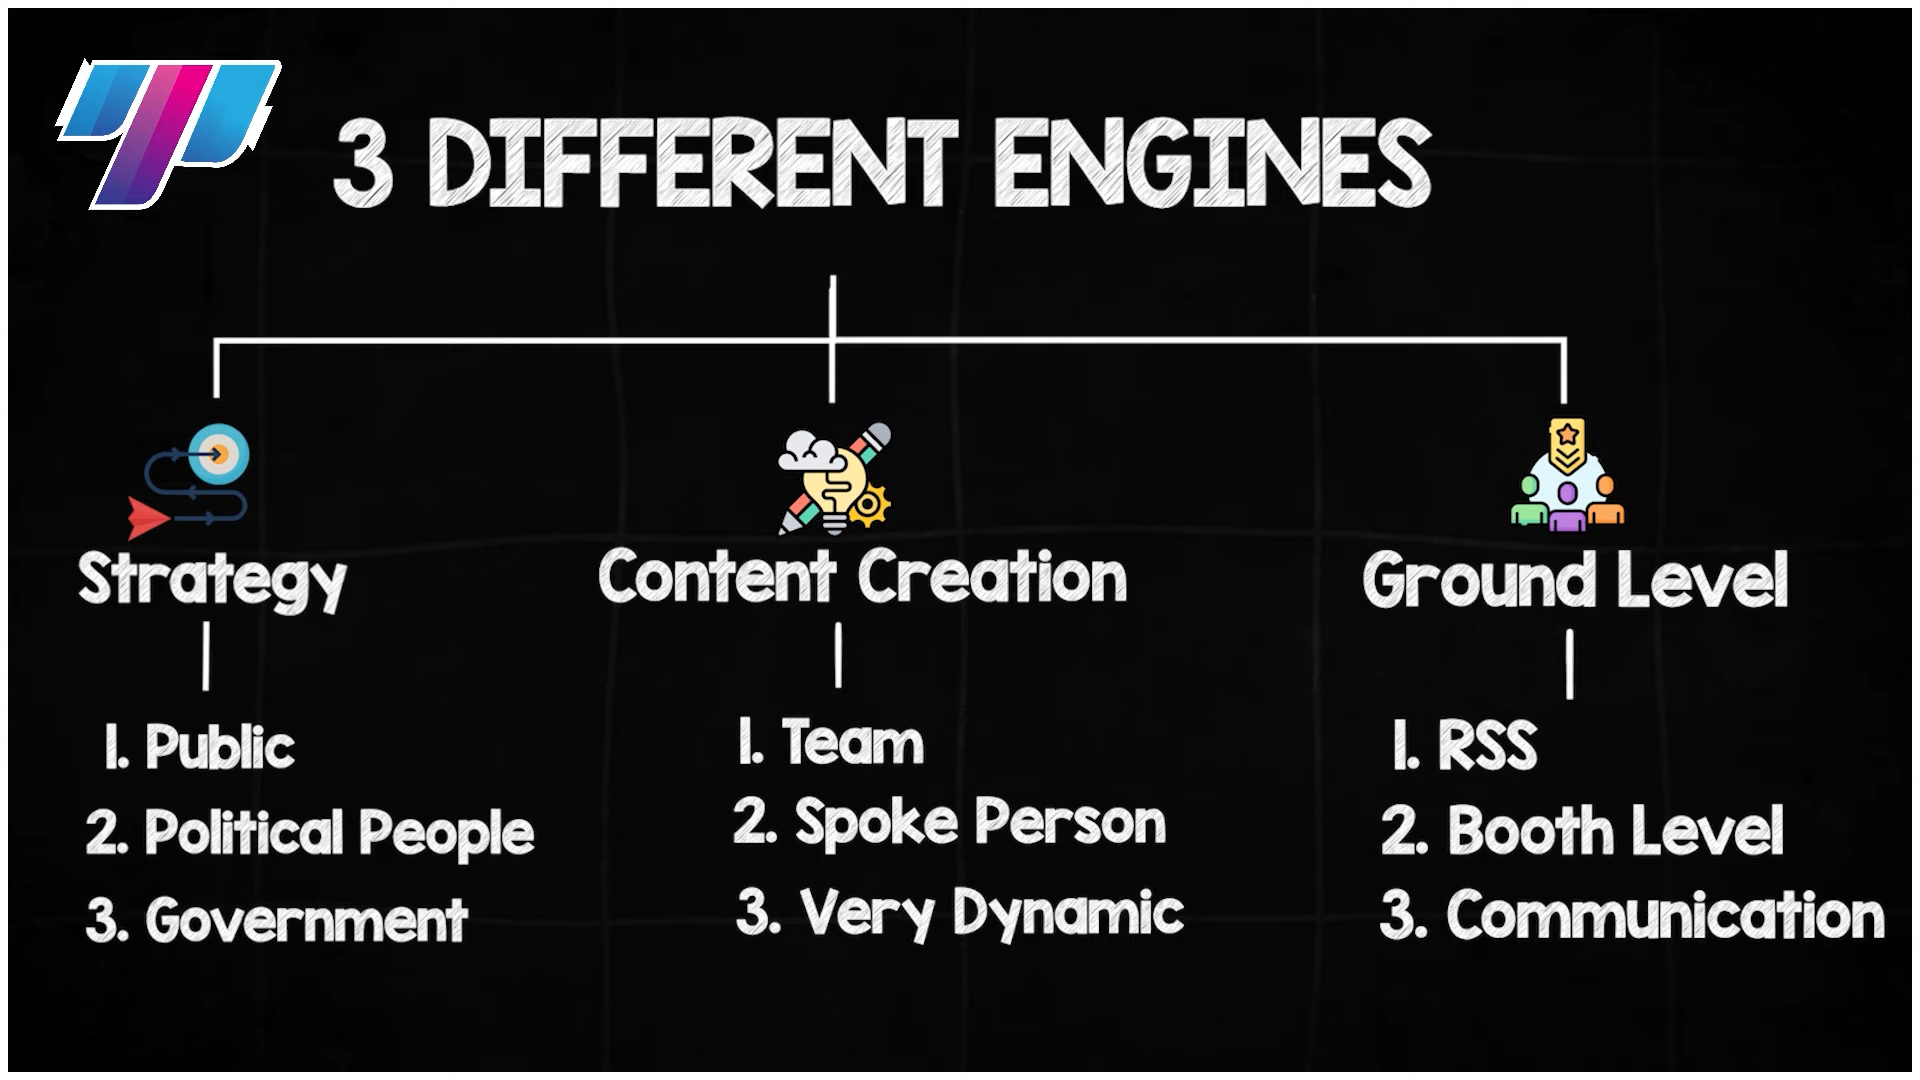 3 DIFFERENT ENGINES
Strategy
1. Public
2. Political People
3. Government
Content Creation
1. Team
2. Spoke Person
3. Very Dynamic
Ground Level
1. RSS
2. Booth Level
3. Communication